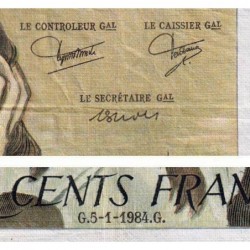 LE CONTROLEUR GAL LE CAISSIER GAL
LE SECRÉTAIRE GAL
CENTS FRAN
G.5-1-1984.G.